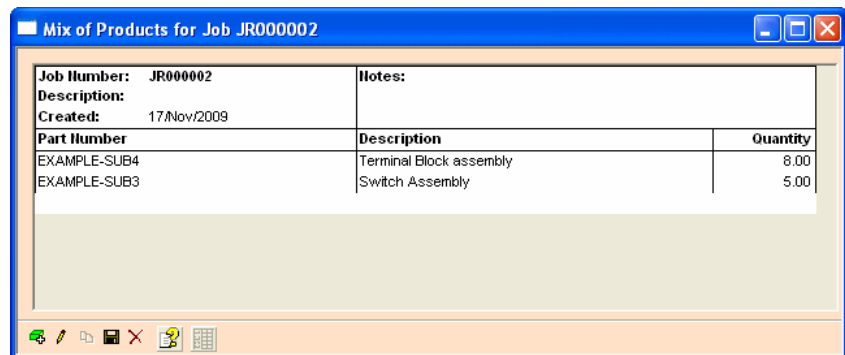 Mix of Products for Job JR000002
Job Number: JR000002 Notes:
Description:
Created: 17/Nov/2009
Part Number Description Quantity
EXAMPLE-SUB4 Terminal Block assembly 8.00
EXAMPLE-SUB3 Switch Assembly 5.00